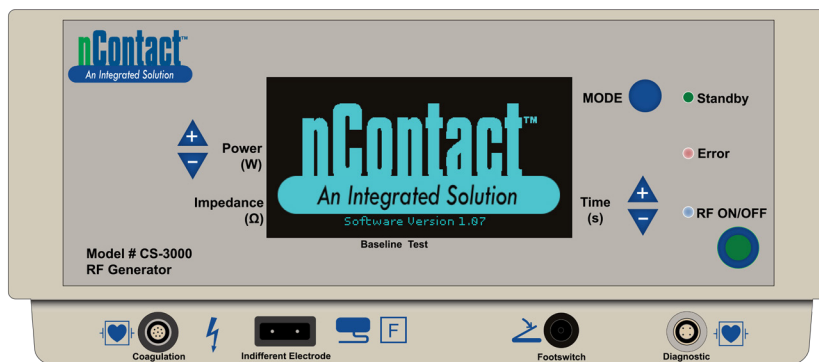 nContact™
An Integrated Solution
nContact™
An Integrated Solution
Software Version 1.07
Baseline Test
Power
(W)
Impedance
(Ω)
MODE
Standby
Error
Time
(s)
RF ON/OFF
Model # CS-3000
RF Generator
Coagulation
Indifferent Electrode
F
Footswitch
Diagnostic